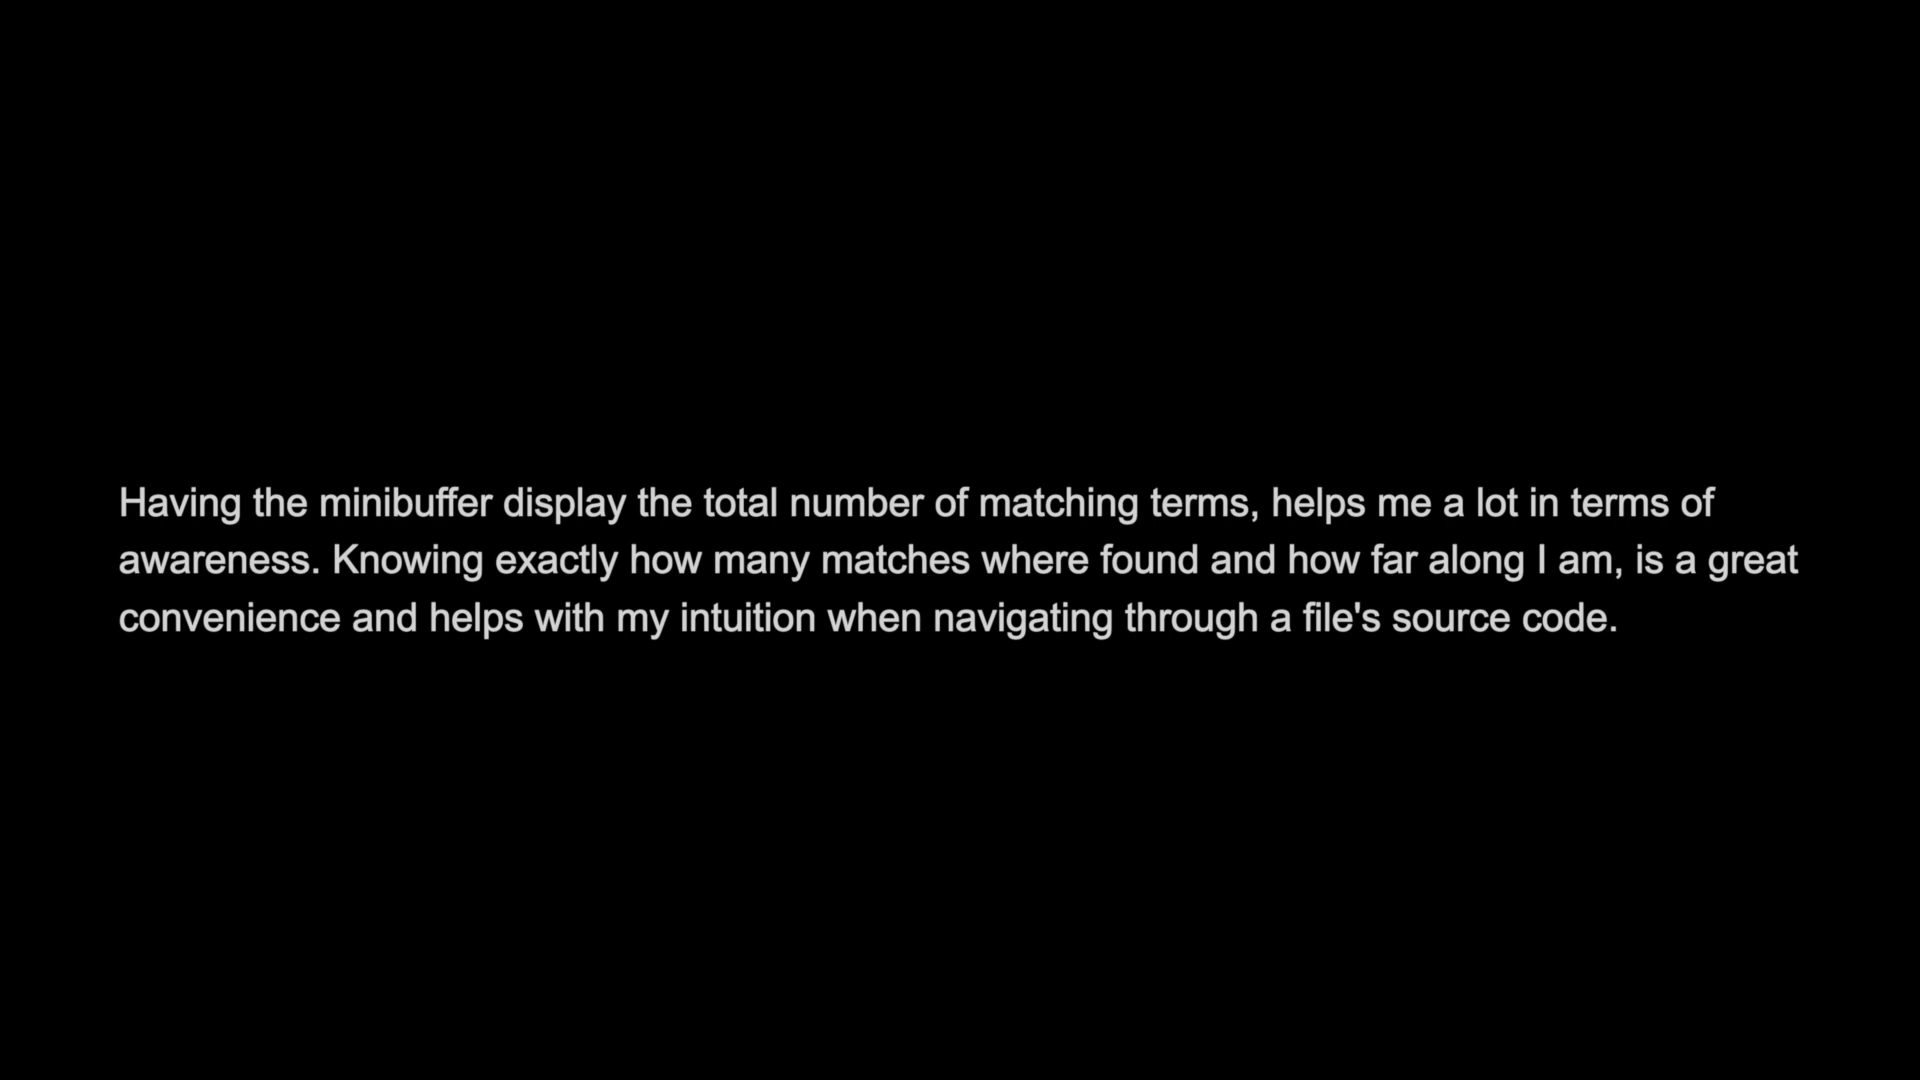 Having the minibuffer display the total number of matching terms, helps me a lot in terms of
awareness. Knowing exactly how many matches where found and how far along I am, is a great
convenience and helps with my intuition when navigating through a file's source code.